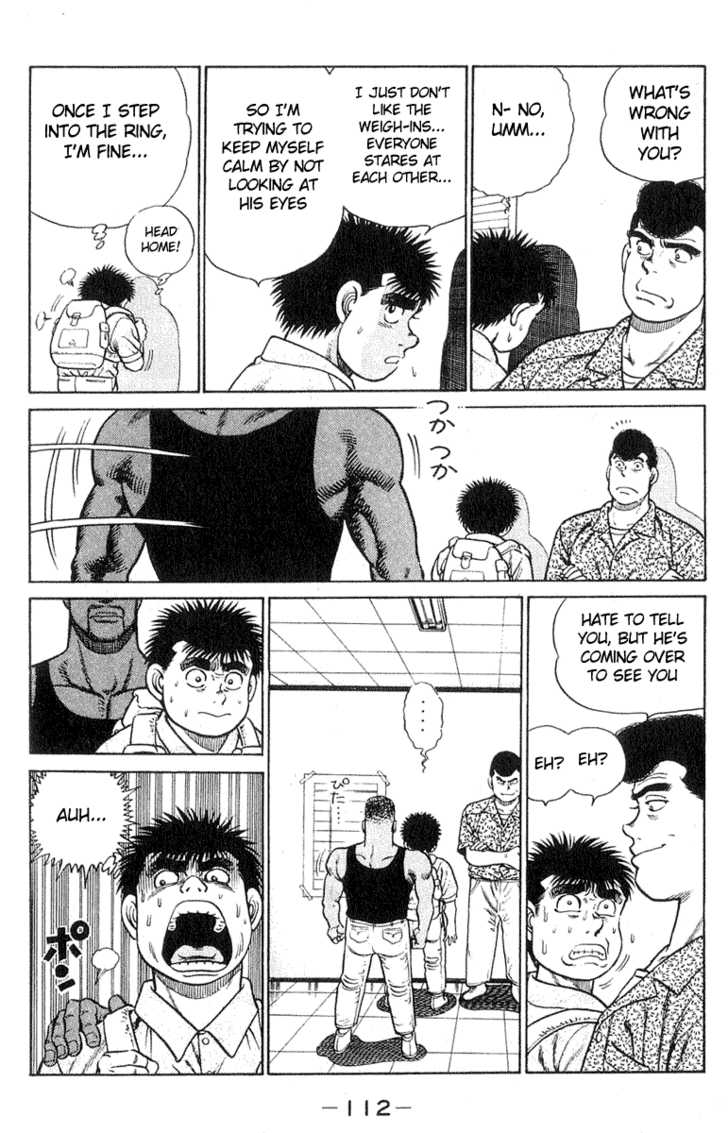 WHAT'S
WRONG
WITH
YOU?
N- NO,
UMM...
I JUST DON'T
LIKE THE
WEIGH-INS...
EVERYONE
STARES AT
EACH OTHER...
SO I'M
TRYING TO
KEEP MYSELF
CALM BY NOT
LOOKING AT
HIS EYES
ONCE I STEP
INTO THE RING,
I'M FINE...
HEAD
HOME!
つか
つか
HATE TO TELL
YOU, BUT HE'S
COMING OVER
TO SEE YOU
EH? EH?
....
ぴた…
AUH...
ポン
-112-